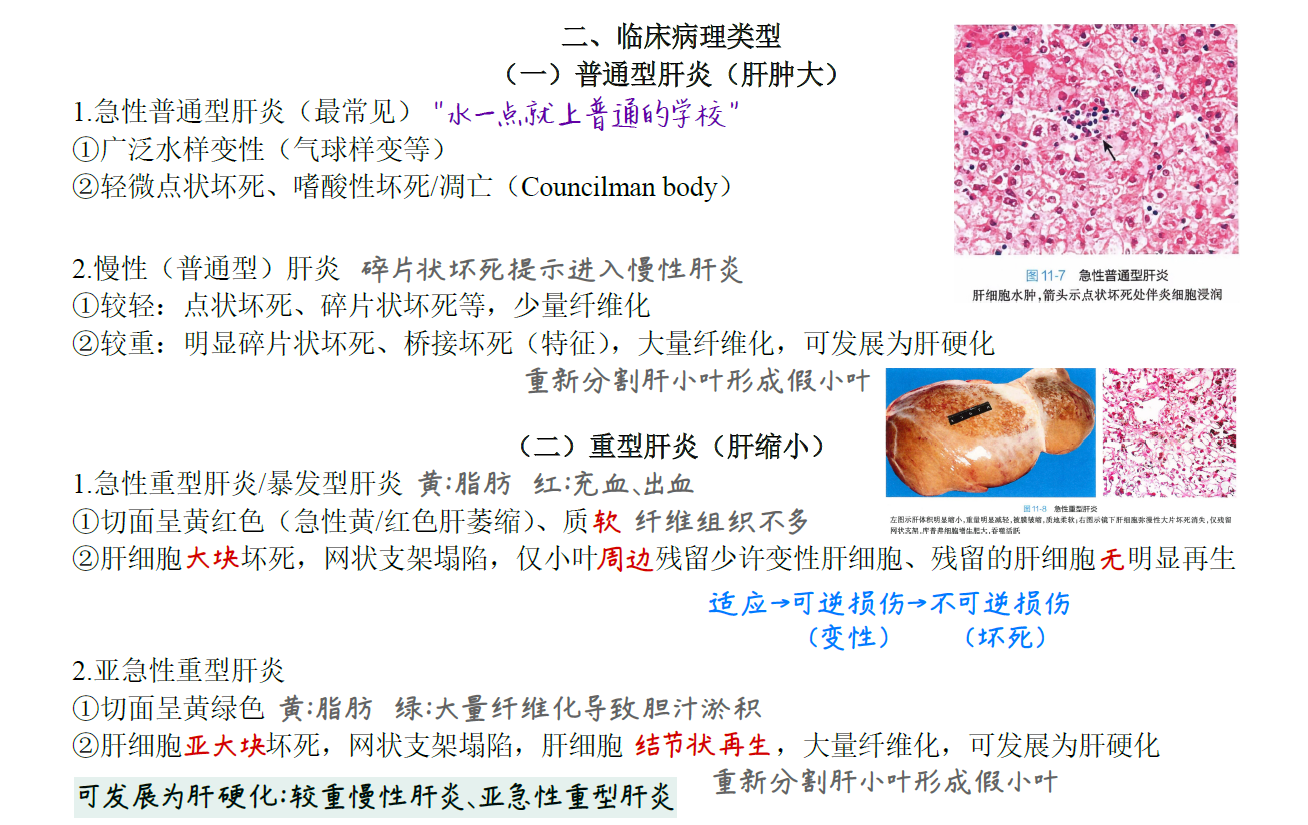 二、临床病理类型
（一）普通型肝炎（肝肿大）
1.急性普通型肝炎（最常见） "水一点就上普通的学校"
①广泛水样变性（气球样变等）
②轻微点状坏死、嗜酸性坏死/凋亡（Councilman body）
图 11-7 急性普通型肝炎
肝细胞水肿,箭头示点状坏死处伴炎细胞浸润
2.慢性（普通型）肝炎 碎片状坏死提示进入慢性肝炎
①较轻：点状坏死、碎片状坏死等，少量纤维化
②较重：明显碎片状坏死、桥接坏死（特征），大量纤维化，可发展为肝硬化
重新分割肝小叶形成假小叶
（二）重型肝炎（肝缩小）
1.急性重型肝炎/暴发型肝炎 黄:脂肪 红:充血、出血
①切面呈黄红色（急性黄/红色肝萎缩）、质软 纤维组织不多
图 11-8 急性重型肝炎
左图示肝体积明显缩小,重量明显减轻,被膜皱缩,质地柔软;右图示镜下肝细胞弥漫性大片坏死消失,仅残留
网状支架,库普弗细胞增生肥大,吞噬活跃
②肝细胞大块坏死，网状支架塌陷，仅小叶周边残留少许变性肝细胞、残留的肝细胞无明显再生
适应→可逆损伤→不可逆损伤
(变性) (坏死)
2.亚急性重型肝炎
①切面呈黄绿色 黄:脂肪 绿:大量纤维化导致胆汁淤积
②肝细胞亚大块坏死，网状支架塌陷，肝细胞 结节状再生，大量纤维化，可发展为肝硬化
重新分割肝小叶形成假小叶
可发展为肝硬化:较重慢性肝炎、亚急性重型肝炎